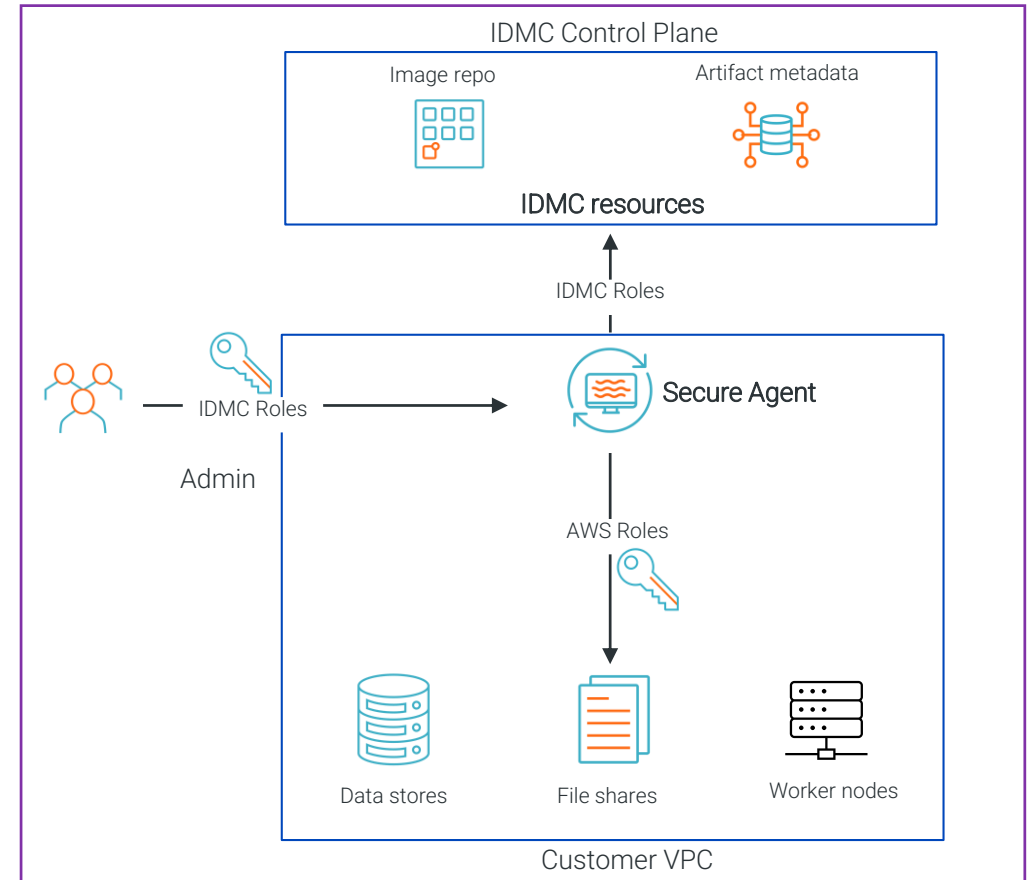 IDMC Control Plane
Image repo
Artifact metadata
IDMC resources
IDMC Roles
Secure Agent
IDMC Roles
Admin
AWS Roles
Data stores
File shares
Worker nodes
Customer VPC